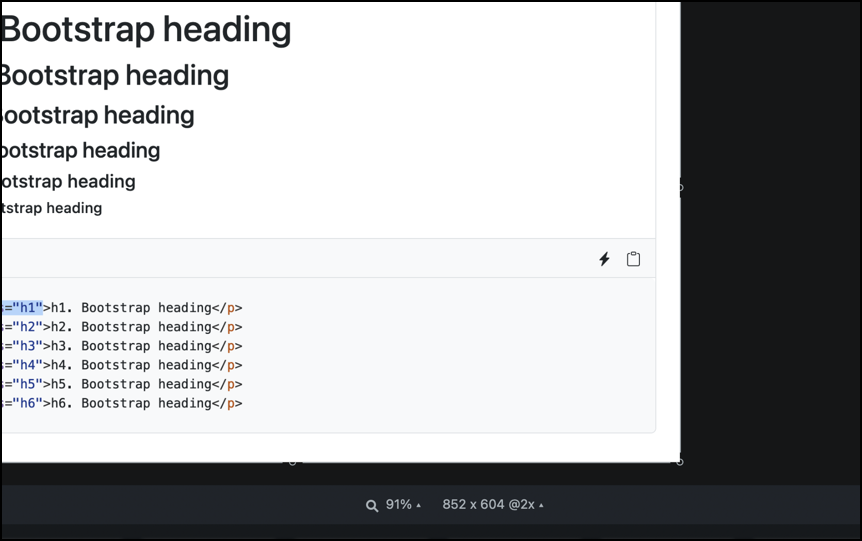 Bootstrap heading
Bootstrap heading
Bootstrap heading
ootstrap heading
otstrap heading
tstrap heading
s="h1">h1. Bootstrap heading</p>
s="h2">h2. Bootstrap heading</p>
s="h3">h3. Bootstrap heading</p>
s="h4">h4. Bootstrap heading</p>
s="h5">h5. Bootstrap heading</p>
s="h6">h6. Bootstrap heading</p>
91% 852 x 604 @2x